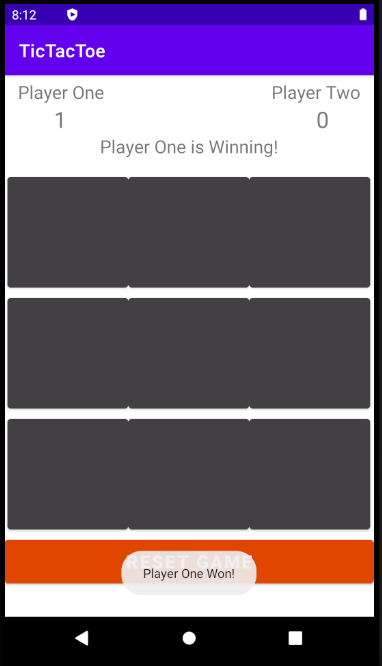 8:12
TicTacToe
Player One Player Two
1 0
Player One is Winning!
RESET GAME
Player One Won!